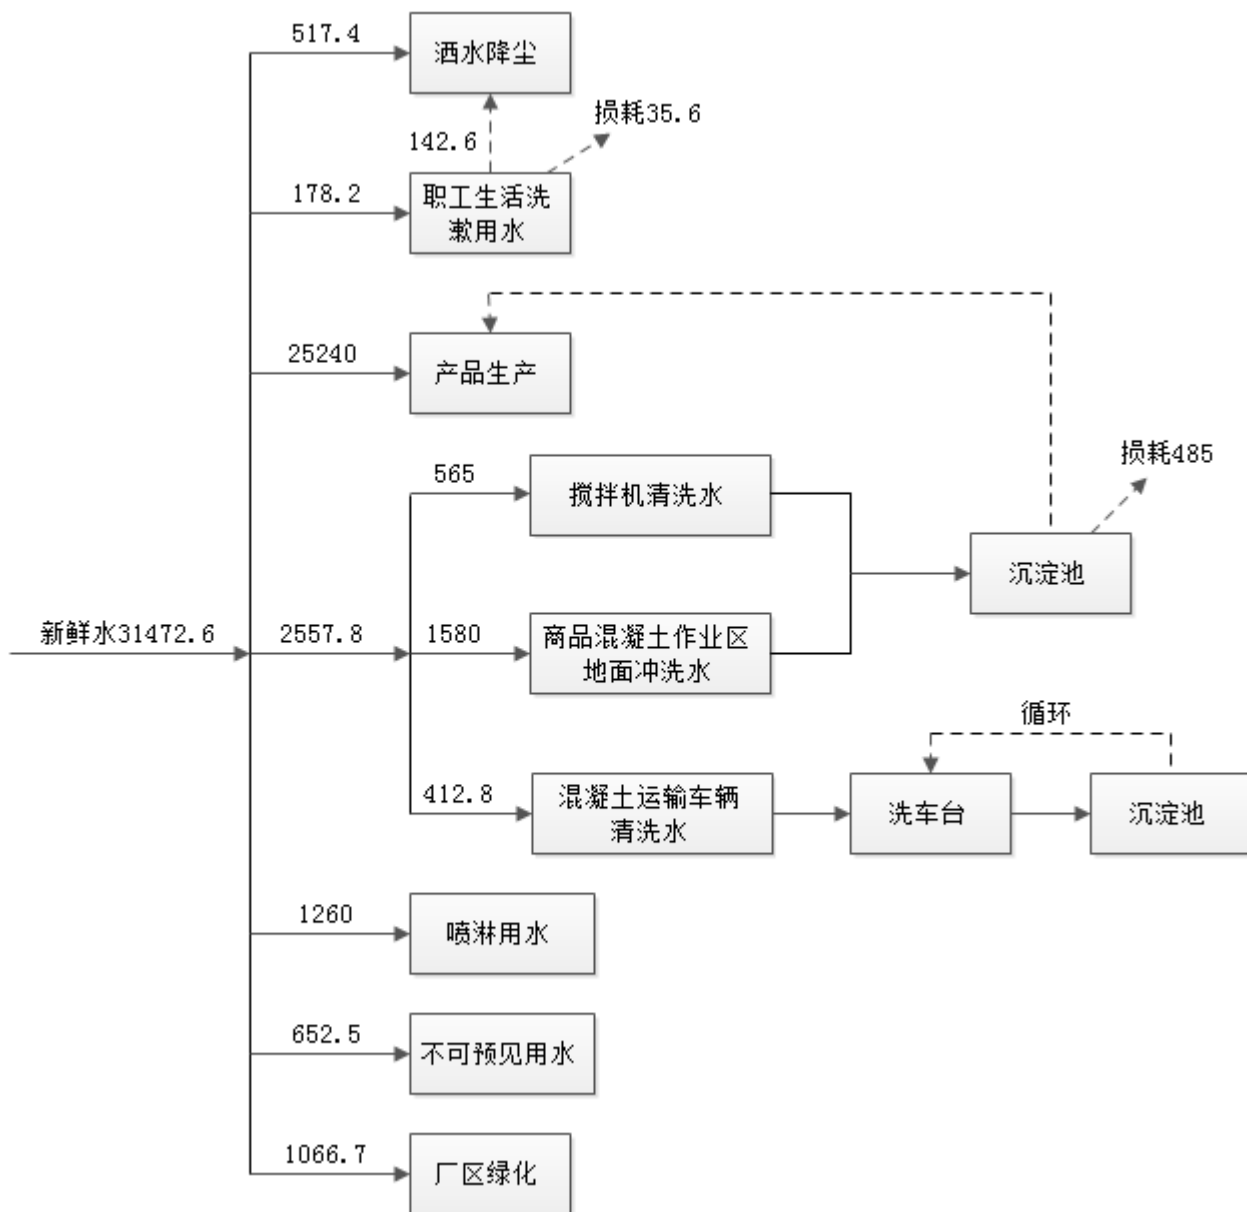 517.4
洒水降尘
损耗35.6
142.6
178.2
职工生活洗
漱用水
25240
产品生产
565
搅拌机清洗水
损耗485
沉淀池
新鲜水31472.6
2557.8
1580
商品混凝土作业区
地面冲洗水
循环
412.8
混凝土运输车辆
清洗水
洗车台
沉淀池
1260
喷淋用水
652.5
不可预见用水
1066.7
厂区绿化